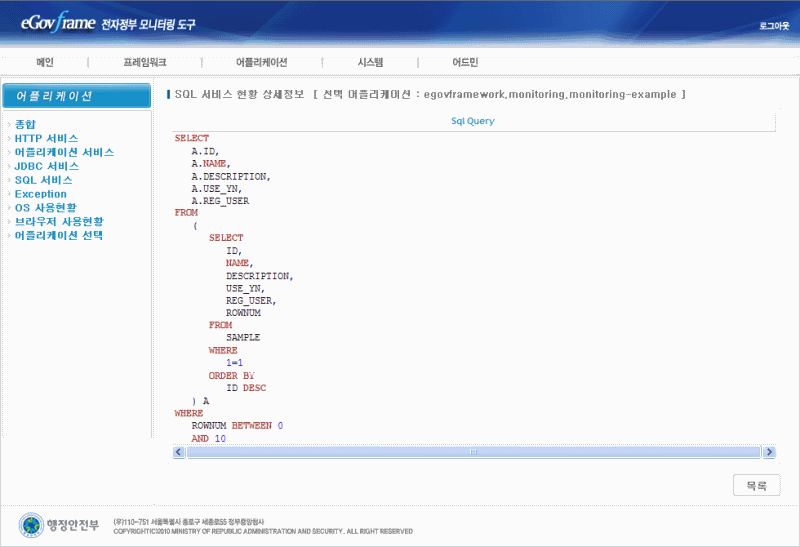 eGovframe 전자정부 모니터링 도구
로그아웃
메인 | 프레임워크 | 어플리케이션 | 시스템 | 어드민
어플리케이션
종합
HTTP 서비스
어플리케이션 서비스
JDBC 서비스
SQL 서비스
Exception
OS 사용현황
브라우저 사용현황
어플리케이션 선택
SQL 서비스 현황 상세정보 [ 선택 어플리케이션 : egovframework.monitoring.monitoring-example ]
Sql Query
SELECT
A.ID,
A.NAME,
A.DESCRIPTION,
A.USE_YN,
A.REG_USER
FROM
(
SELECT
ID,
NAME,
DESCRIPTION,
USE_YN,
REG_USER,
ROWNUM
FROM
SAMPLE
WHERE
1=1
ORDER BY
ID DESC
) A
WHERE
ROWNUM BETWEEN 0
AND 10
목록
행정안전부
(우)110-751 서울특별시 종로구 세종로55 정부중앙청사
COPYRIGHT(C)2010 MINISTRY OF REPUBLIC ADMINISTRATION AND SECURITY. ALL RIGHT RESERVED